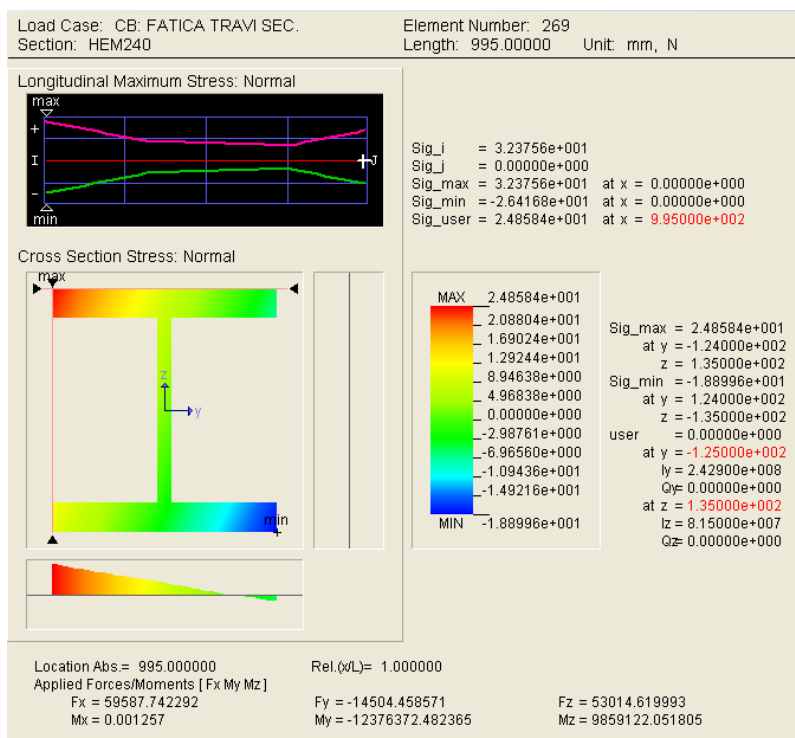 Load Case: CB: FATICA TRAVI SEC. Element Number: 269
Section: HEM240 Length: 995.00000 Unit: mm, N
Longitudinal Maximum Stress: Normal
max
+
I
J
-
min
Sig_i = 3.23756e+001
Sig_j = 0.00000e+000
Sig_max = 3.23756e+001 at x = 0.00000e+000
Sig_min =-2.64168e+001 at x = 0.00000e+000
Sig_user = 2.48584e+001 at x = 9.95000e+002
Cross Section Stress: Normal
max
z
y
min
MAX 2.48584e+001
2.08804e+001
1.69024e+001
1.29244e+001
8.94638e+000
4.96838e+000
0.00000e+000
-2.98761e+000
-6.96560e+000
-1.09436e+001
-1.49216e+001
MIN -1.88996e+001
Sig_max = 2.48584e+001
at y =-1.24000e+002
z = 1.35000e+002
Sig_min =-1.88996e+001
at y = 1.24000e+002
z =-1.35000e+002
user = 0.00000e+000
at y =-1.25000e+002
Iy= 2.42900e+008
Qy= 0.00000e+000
at z = 1.35000e+002
Iz= 8.15000e+007
Qz= 0.00000e+000
Location Abs.= 995.000000 Rel.(x/L)= 1.000000
Applied Forces/Moments [ Fx My Mz ]
Fx = 59587.742292 Fy = -14504.458571 Fz = 53014.619993
Mx = 0.001257 My = -12376372.482365 Mz = 9859122.051805